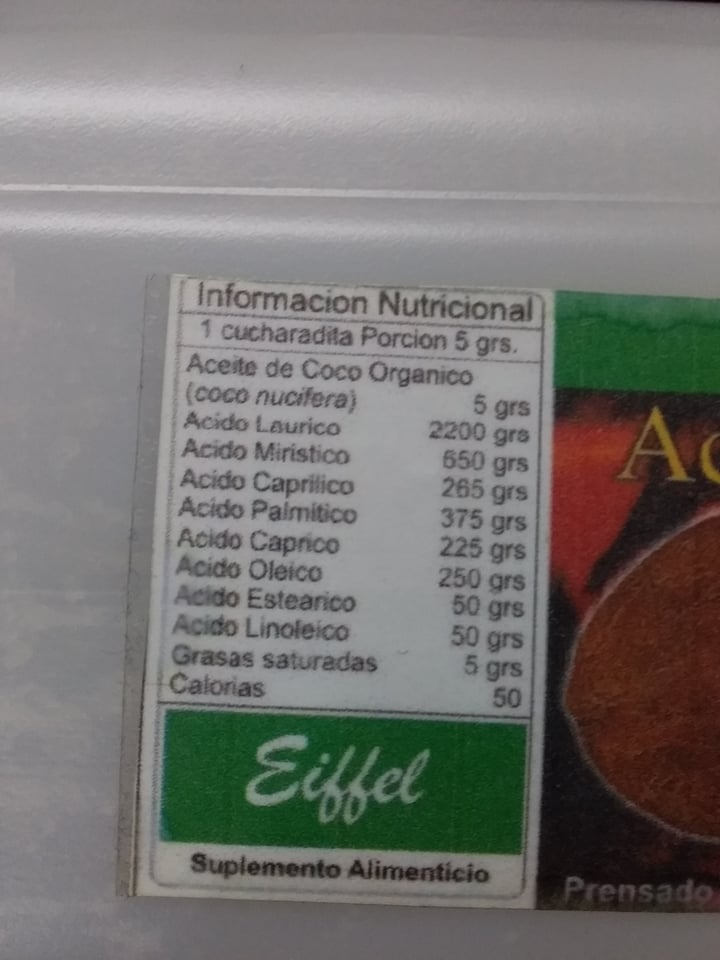 Informacion Nutricional
1 cucharadita Porcion 5 grs.
Aceite de Coco Organico
(coco nucifera) 5 grs
Acido Laurico 2200 grs
Acido Miristico 650 grs
Acido Caprilico 265 grs
Acido Palmitico 375 grs
Acido Caprico 225 grs
Acido Oleico 250 grs
Acido Estearico 50 grs
Acido Linoleico 50 grs
Grasas saturadas 5 grs
Calorias 50
Eiffel
Suplemento Alimenticio
Prensado